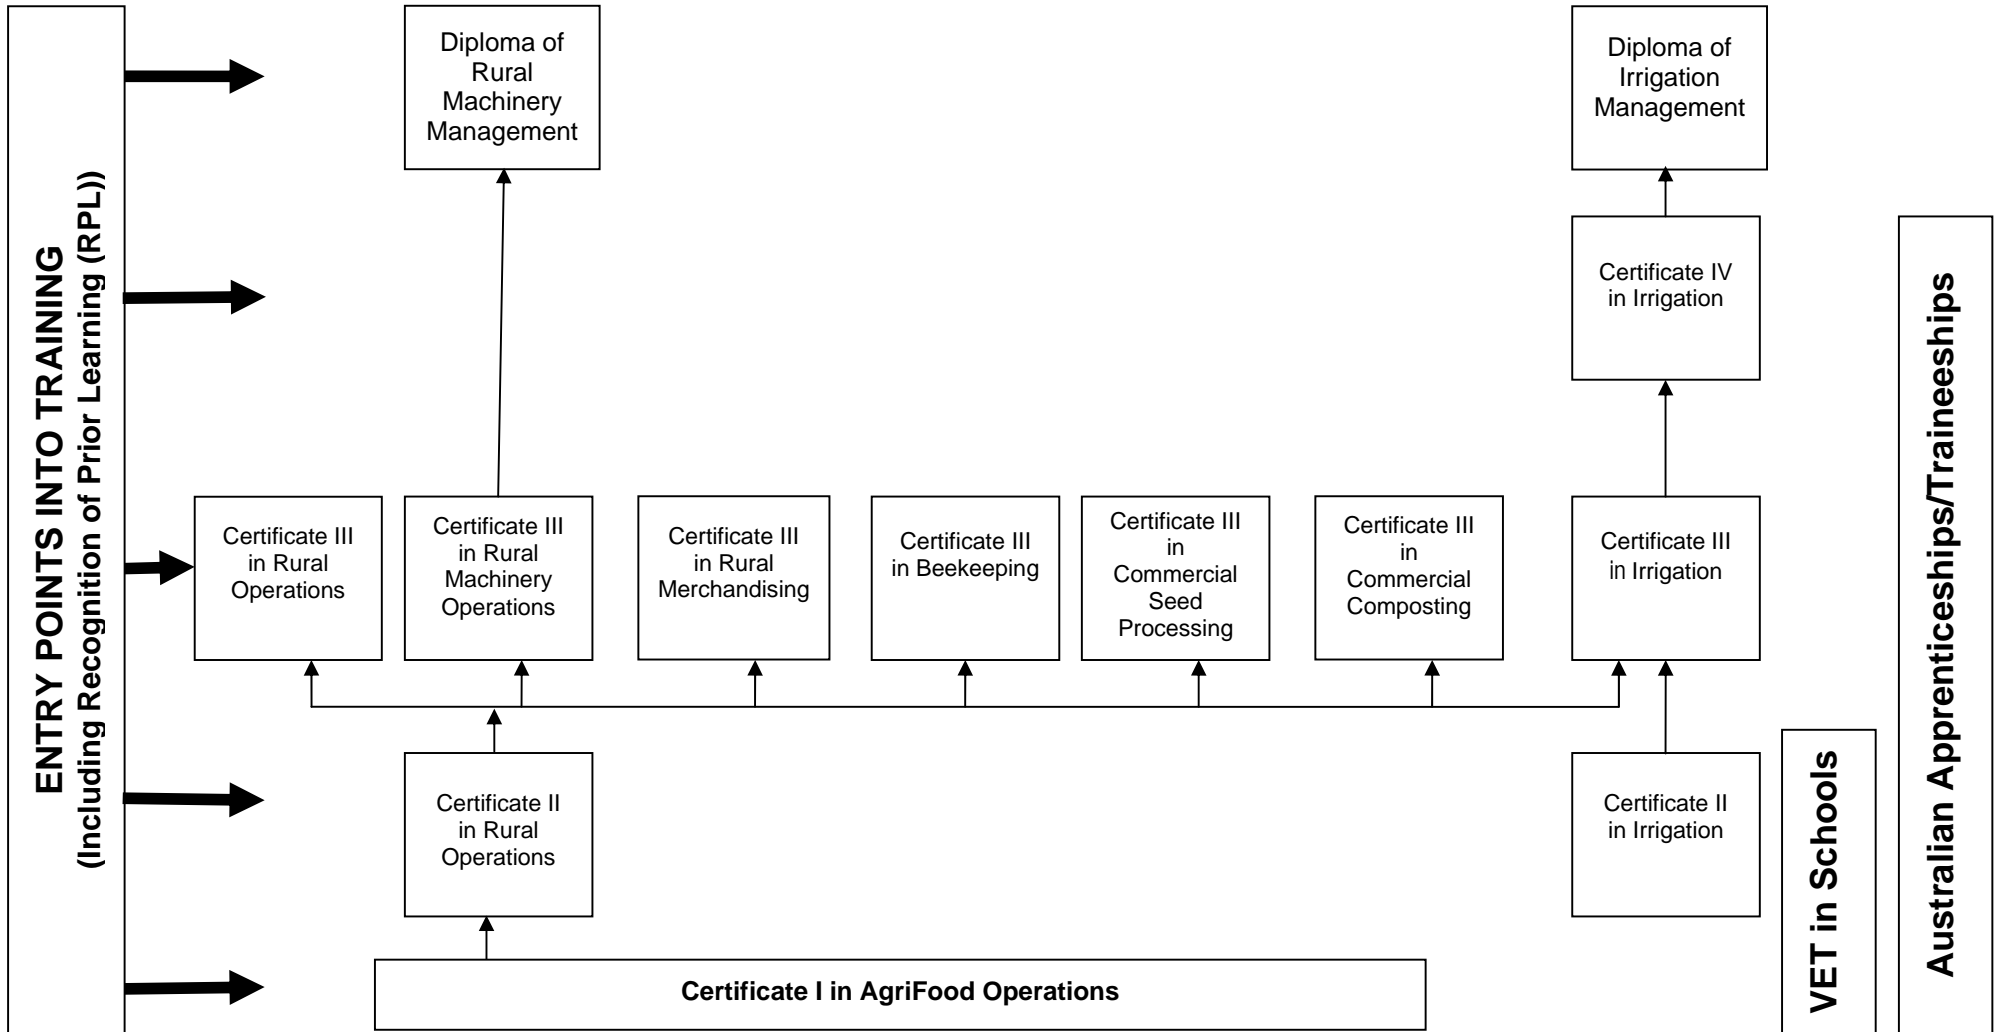 ENTRY POINTS INTO TRAINING
(Including Recognition of Prior Learning (RPL))
Diploma of
Rural
Machinery
Management
Diploma of
Irrigation
Management
Certificate IV
in Irrigation
Certificate III
in Rural
Operations
Certificate III
in Rural
Machinery
Operations
Certificate III
in Rural
Merchandising
Certificate III
in Beekeeping
Certificate III
in
Commercial
Seed
Processing
Certificate III
in
Commercial
Composting
Certificate III
in Irrigation
Certificate II
in Rural
Operations
Certificate II
in Irrigation
Certificate I in AgriFood Operations
VET in Schools
Australian Apprenticeships/Traineeships